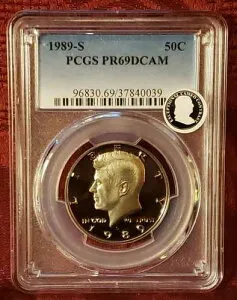 1989-S 50C
PCGS PR69DCAM
96830.69/37840039
LIBERTY
IN GOD WE TRUST
1989